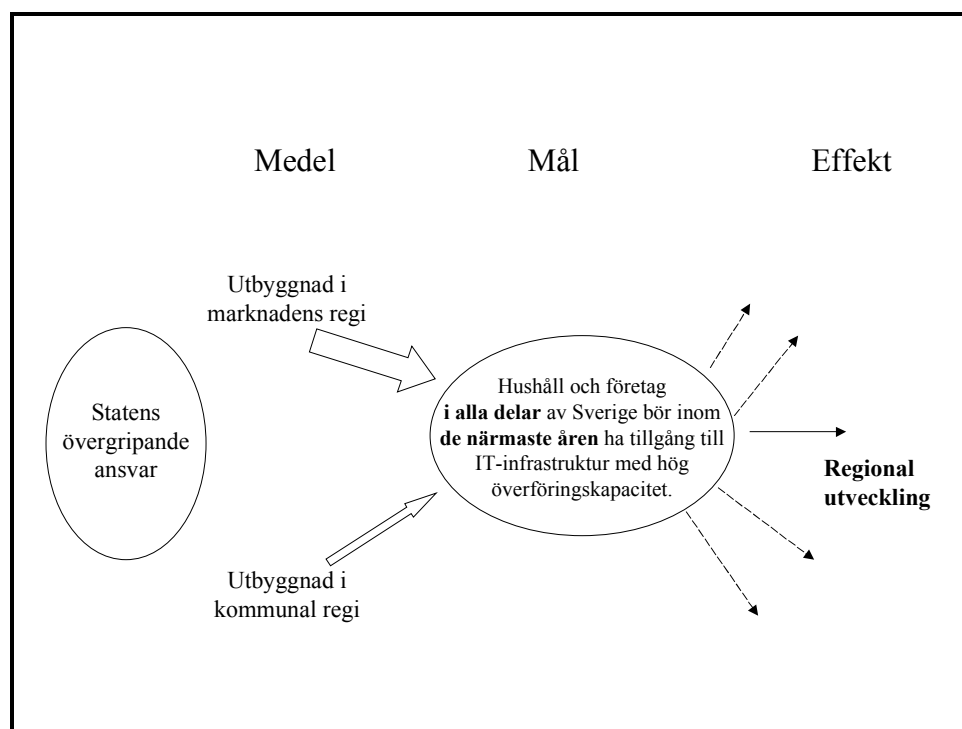 Medel
Mål
Effekt
Utbyggnad i
marknadens regi
Statens
övergripande
ansvar
Hushåll och företag
i alla delar av Sverige bör inom
de närmaste åren ha tillgång till
IT-infrastruktur med hög
överföringskapacitet.
Regional
utveckling
Utbyggnad i
kommunal regi